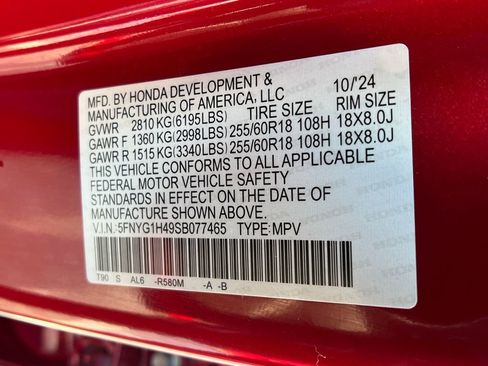 MFD. BY HONDA DEVELOPMENT & 10/'24
MANUFACTURING OF AMERICA, LLC
GVWR 2810 KG (6195LBS) TIRE SIZE RIM SIZE
GAWR F 1360 KG (2998LBS) 255/60R18 108H 18X8.0J
GAWR R 1515 KG (3340LBS) 255/60R18 108H 18X8.0J
THIS VEHICLE CONFORMS TO ALL APPLICABLE
FEDERAL MOTOR VEHICLE SAFETY
STANDARDS IN EFFECT ON THE DATE OF
MANUFACTURE SHOWN ABOVE.
V.I.N.: 5FNYG1H49SB077465 TYPE: MPV
T90 S AL6 -R580M -A -B